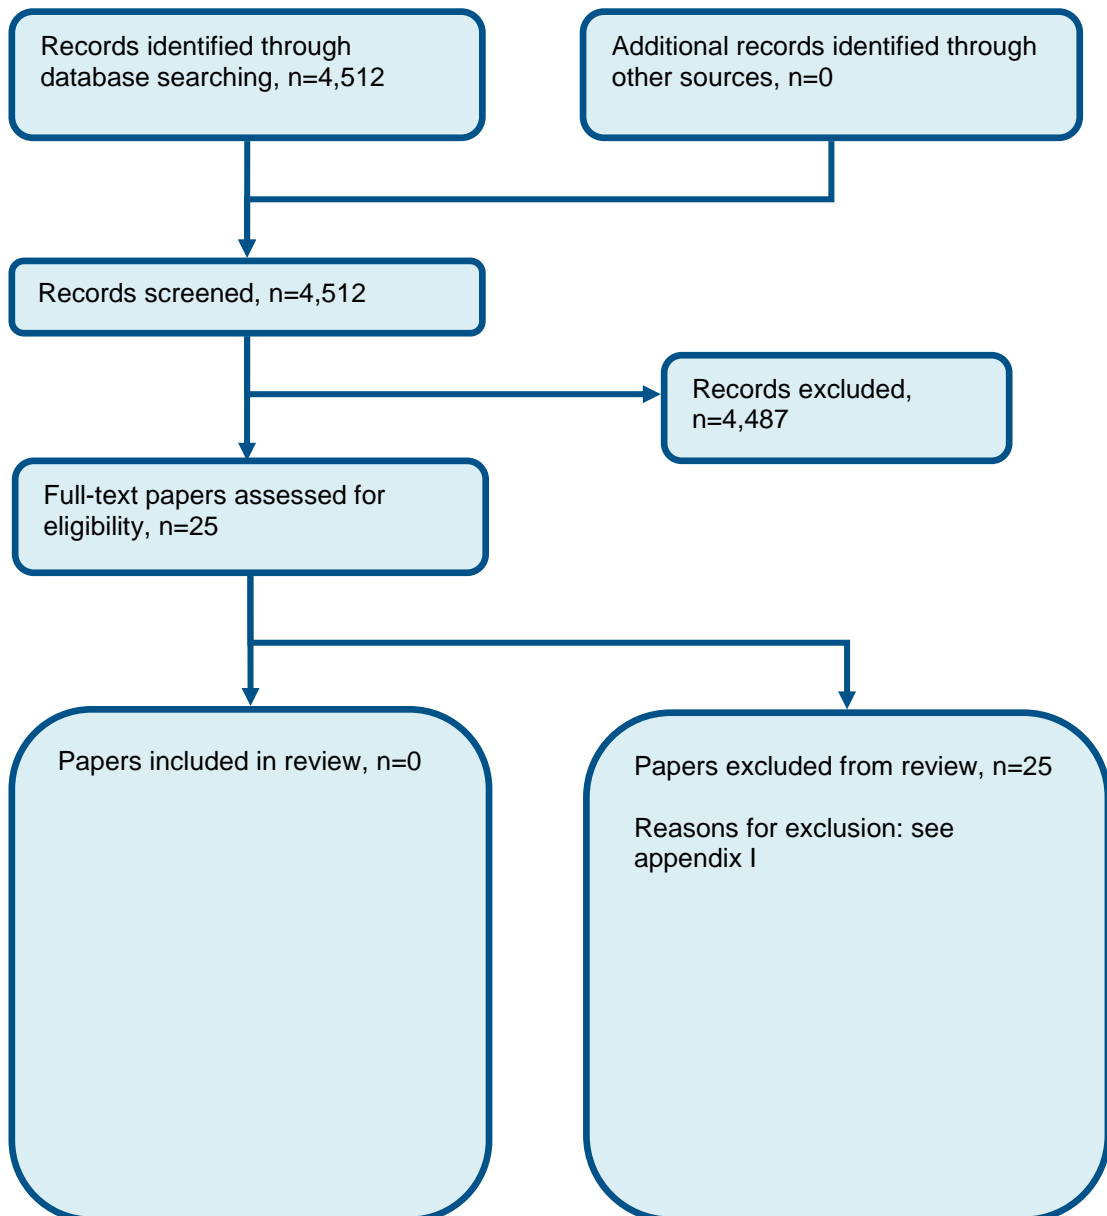 Records identified through
database searching, n=4,512
Additional records identified through
other sources, n=0
Records screened, n=4,512
Records excluded,
n=4,487
Full-text papers assessed for
eligibility, n=25
Papers included in review, n=0
Papers excluded from review, n=25
Reasons for exclusion: see
appendix I